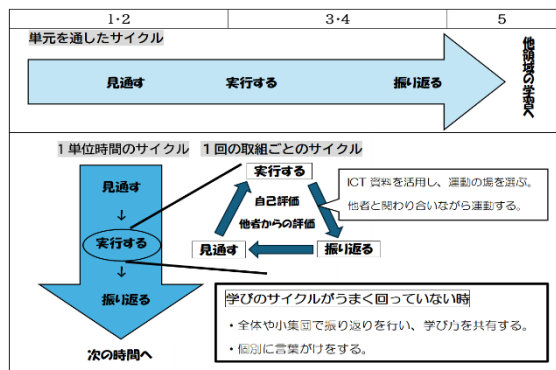 1・2
3・4
5
単元を通したサイクル
見通す
実行する
振り返る
他領域の学習へ
1単位時間のサイクル
見通す
↓
実行する
↓
振り返る
次の時間へ
1回の取組ごとのサイクル
実行する
自己評価
他者からの評価
見通す
振り返る
ICT 資料を活用し、運動の場を選ぶ。
他者と関わり合いながら運動する。
学びのサイクルがうまく回っていない時
・全体や小集団で振り返りを行い、学び方を共有する。
・個別に言葉がけをする。